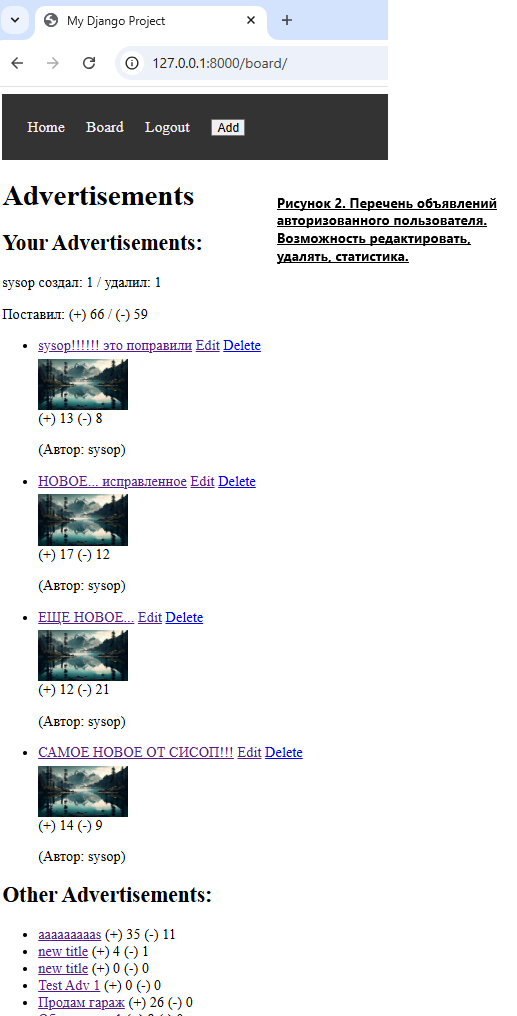 My Django Project
127.0.0.1:8000/board/
Home Board Logout Add
Advertisements
Рисунок 2. Перечень объявлений
авторизованного пользователя.
Возможность редактировать,
удалять, статистика.
Your Advertisements:
sysop создал: 1 / удалил: 1
Поставил: (+) 66 / (-) 59
sysop!!!!!! это поправили Edit Delete
(+) 13 (-) 8
(Автор: sysop)
НОВОЕ... исправленное Edit Delete
(+) 17 (-) 12
(Автор: sysop)
ЕЩЕ НОВОЕ... Edit Delete
(+) 12 (-) 21
(Автор: sysop)
САМОЕ НОВОЕ ОТ СИСОП!!! Edit Delete
(+) 14 (-) 9
(Автор: sysop)
Other Advertisements:
aaaaaaaaas (+) 35 (-) 11
new title (+) 4 (-) 1
new title (+) 0 (-) 0
Test Adv 1 (+) 0 (-) 0
Продам гараж (+) 26 (-) 0